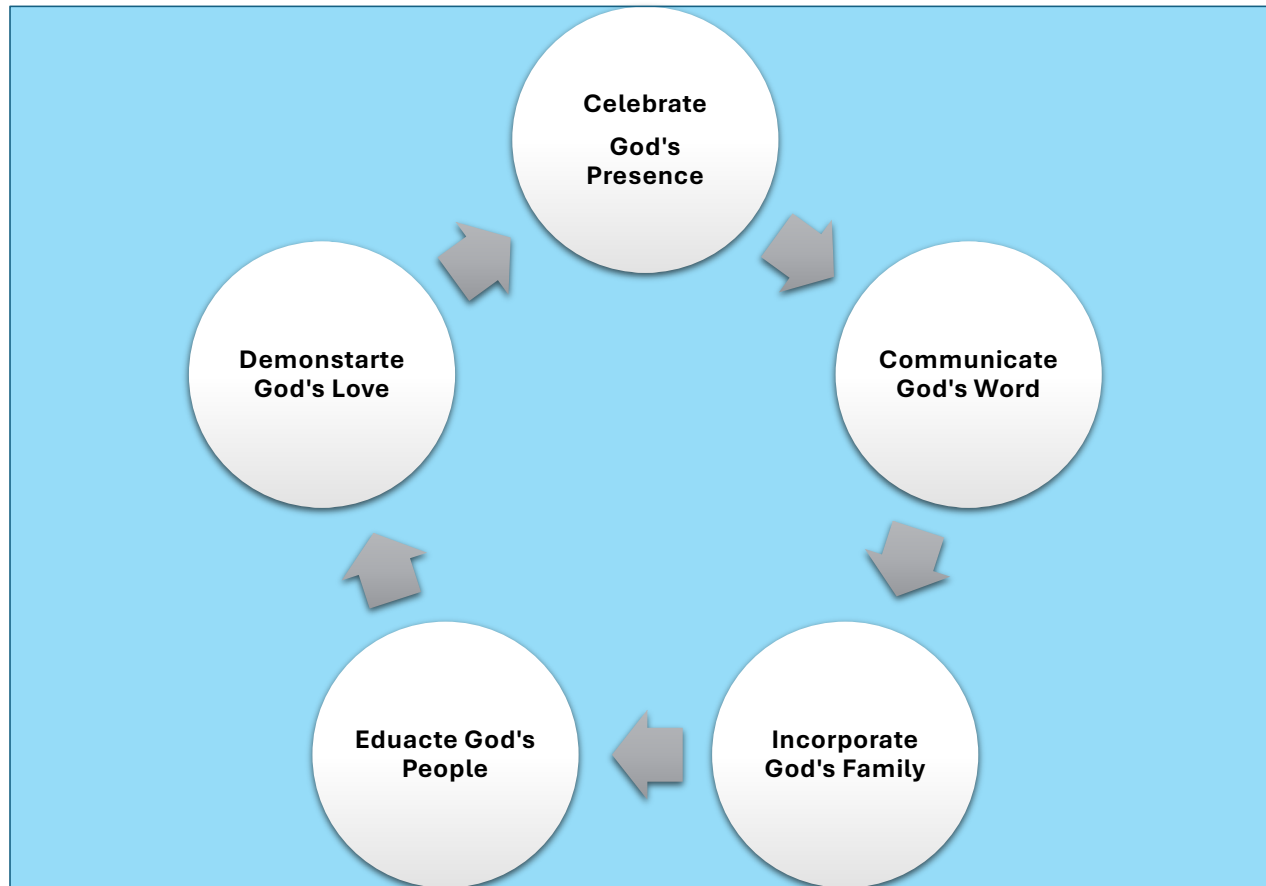 Celebrate
God's
Presence
Communicate
God's Word
Incorporate
God's Family
Eduacte God's
People
Demonstarte
God's Love